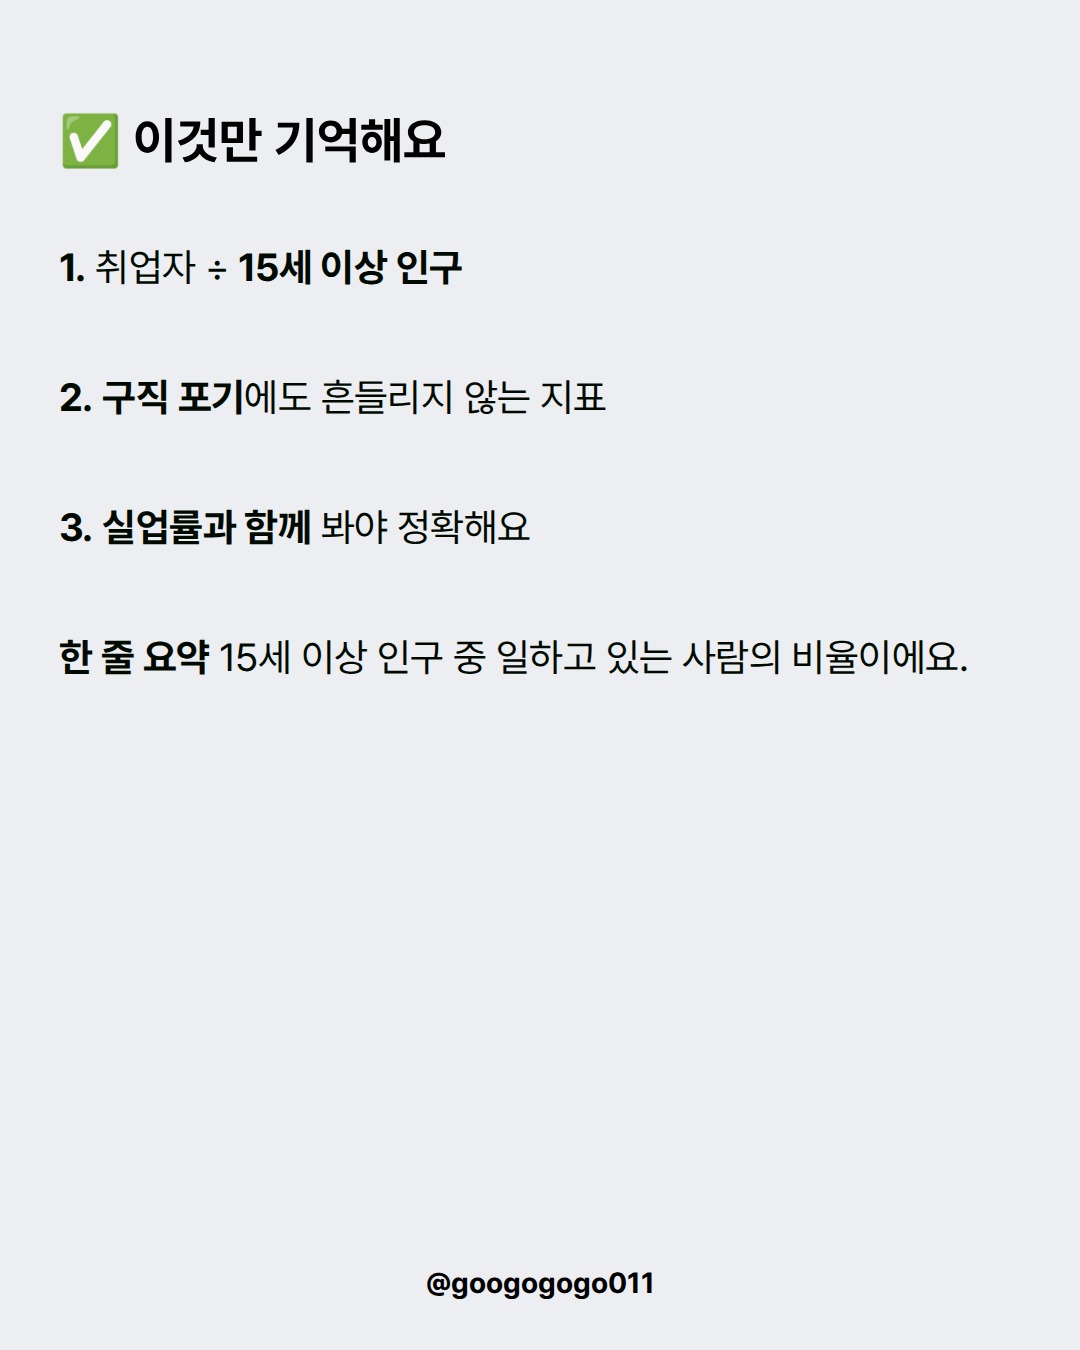 ✅ 이것만 기억해요
1. 취업자 ÷ 15세 이상 인구
2. 구직 포기에도 흔들리지 않는 지표
3. 실업률과 함께 봐야 정확해요
한 줄 요약 15세 이상 인구 중 일하고 있는 사람의 비율이에요.
@googogogo011